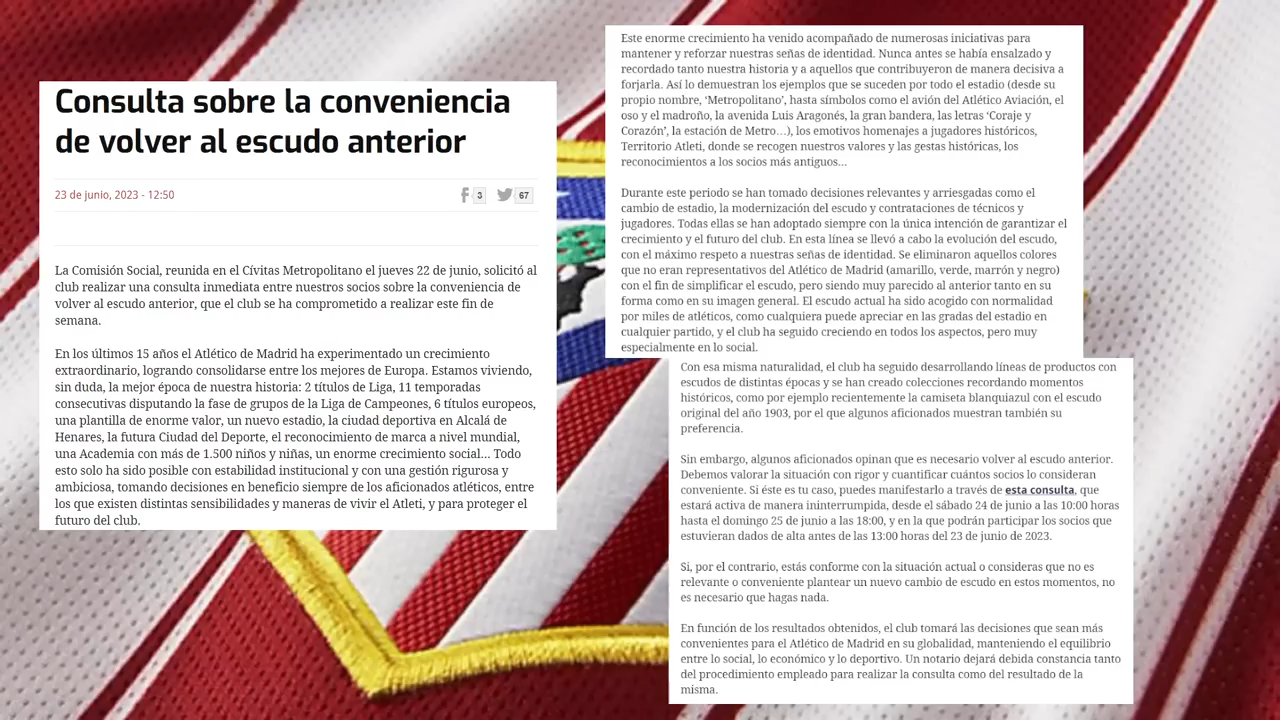 Consulta sobre la conveniencia
de volver al escudo anterior
23 de junio, 2023 - 12:50
3
67
La Comisión Social, reunida en el Cívitas Metropolitano el jueves 22 de junio, solicitó al
club realizar una consulta inmediata entre nuestros socios sobre la conveniencia de
volver al escudo anterior, que el club se ha comprometido a realizar este fin de
semana.
En los últimos 15 años el Atlético de Madrid ha experimentado un crecimiento
extraordinario, logrando consolidarse entre los mejores de Europa. Estamos viviendo,
sin duda, la mejor época de nuestra historia: 2 títulos de Liga, 11 temporadas
consecutivas disputando la fase de grupos de la Liga de Campeones, 6 títulos europeos,
una plantilla de enorme valor, un nuevo estadio, la ciudad deportiva en Alcalá de
Henares, la futura Ciudad del Deporte, el reconocimiento de marca a nivel mundial,
una Academia con más de 1.500 niños y niñas, un enorme crecimiento social... Todo
esto solo ha sido posible con estabilidad institucional y con una gestión rigurosa y
ambiciosa, tomando decisiones en beneficio siempre de los aficionados atléticos, entre
los que existen distintas sensibilidades y maneras de vivir el Atleti, y para proteger el
futuro del club.
Este enorme crecimiento ha venido acompañado de numerosas iniciativas para
mantener y reforzar nuestras señas de identidad. Nunca antes se había ensalzado y
recordado tanto nuestra historia y a aquellos que contribuyeron de manera decisiva a
forjarla. Así lo demuestran los ejemplos que se suceden por todo el estadio (desde su
propio nombre, ‘Metropolitano’, hasta símbolos como el avión del Atlético Aviación, el
oso y el madroño, la avenida Luis Aragonés, la gran bandera, las letras ‘Coraje y
Corazón’, la estación de Metro…), los emotivos homenajes a jugadores históricos,
Territorio Atleti, donde se recogen nuestros valores y las gestas históricas, los
reconocimientos a los socios más antiguos...
Durante este periodo se han tomado decisiones relevantes y arriesgadas como el
cambio de estadio, la modernización del escudo y contrataciones de técnicos y
jugadores. Todas ellas se han adoptado siempre con la única intención de garantizar el
crecimiento y el futuro del club. En esta línea se llevó a cabo la evolución del escudo,
con el máximo respeto a nuestras señas de identidad. Se eliminaron aquellos colores
que no eran representativos del Atlético de Madrid (amarillo, verde, marrón y negro)
con el fin de simplificar el escudo, pero siendo muy parecido al anterior tanto en su
forma como en su imagen general. El escudo actual ha sido acogido con normalidad
por miles de atléticos, como cualquiera puede apreciar en las gradas del estadio en
cualquier partido, y el club ha seguido creciendo en todos los aspectos, pero muy
especialmente en lo social.
Con esa misma naturalidad, el club ha seguido desarrollando líneas de productos con
escudos de distintas épocas y se han creado colecciones recordando momentos
históricos, como por ejemplo recientemente la camiseta blanquiazul con el escudo
original del año 1903, por el que algunos aficionados muestran también su
preferencia.
Sin embargo, algunos aficionados opinan que es necesario volver al escudo anterior.
Debemos valorar la situación con rigor y cuantificar cuántos socios lo consideran
conveniente. Si éste es tu caso, puedes manifestarlo a través de esta consulta, que
estará activa de manera ininterrumpida, desde el sábado 24 de junio a las 10:00 horas
hasta el domingo 25 de junio a las 18:00, y en la que podrán participar los socios que
estuvieran dados de alta antes de las 13:00 horas del 23 de junio de 2023.
Si, por el contrario, estás conforme con la situación actual o consideras que no es
relevante o conveniente plantear un nuevo cambio de escudo en estos momentos, no
es necesario que hagas nada.
En función de los resultados obtenidos, el club tomará las decisiones que sean más
convenientes para el Atlético de Madrid en su globalidad, manteniendo el equilibrio
entre lo social, lo económico y lo deportivo. Un notario dejará debida constancia tanto
del procedimiento empleado para realizar la consulta como del resultado de la
misma.